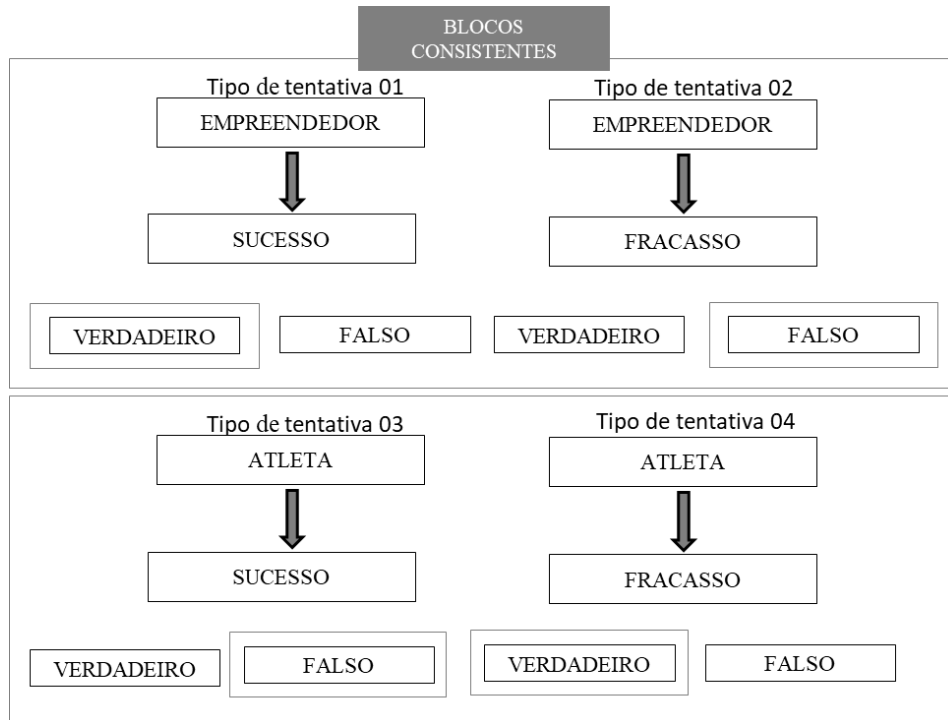 BLOCOS
CONSISTENTES
Tipo de tentativa 01
Tipo de tentativa 02
EMPREENDEDOR
EMPREENDEDOR
SUCESSO
FRACASSO
VERDADEIRO
FALSO
VERDADEIRO
FALSO
Tipo de tentativa 03
Tipo de tentativa 04
ATLETA
ATLETA
SUCESSO
FRACASSO
VERDADEIRO
FALSO
VERDADEIRO
FALSO